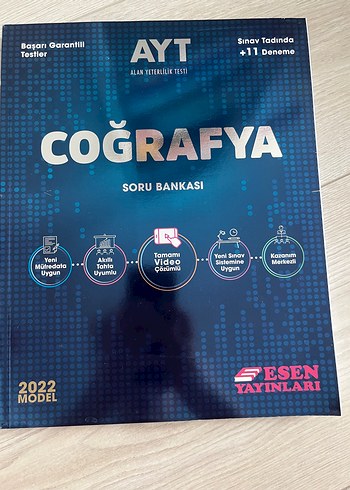 Başarı Garantili
Testler
AYT
ALAN YETERLİLİK TESTİ
Sınav Tadında
+11 Deneme
COĞRAFYA
SORU BANKASI
Yeni
Müfredata
Uygun
Akıllı
Tahta
Uyumlu
Tamamı
Video
Çözümlü
Yeni Sınav
Sistemine
Uygun
Kazanım
Merkezli
2022
MODEL
ESEN
YAYINLARI